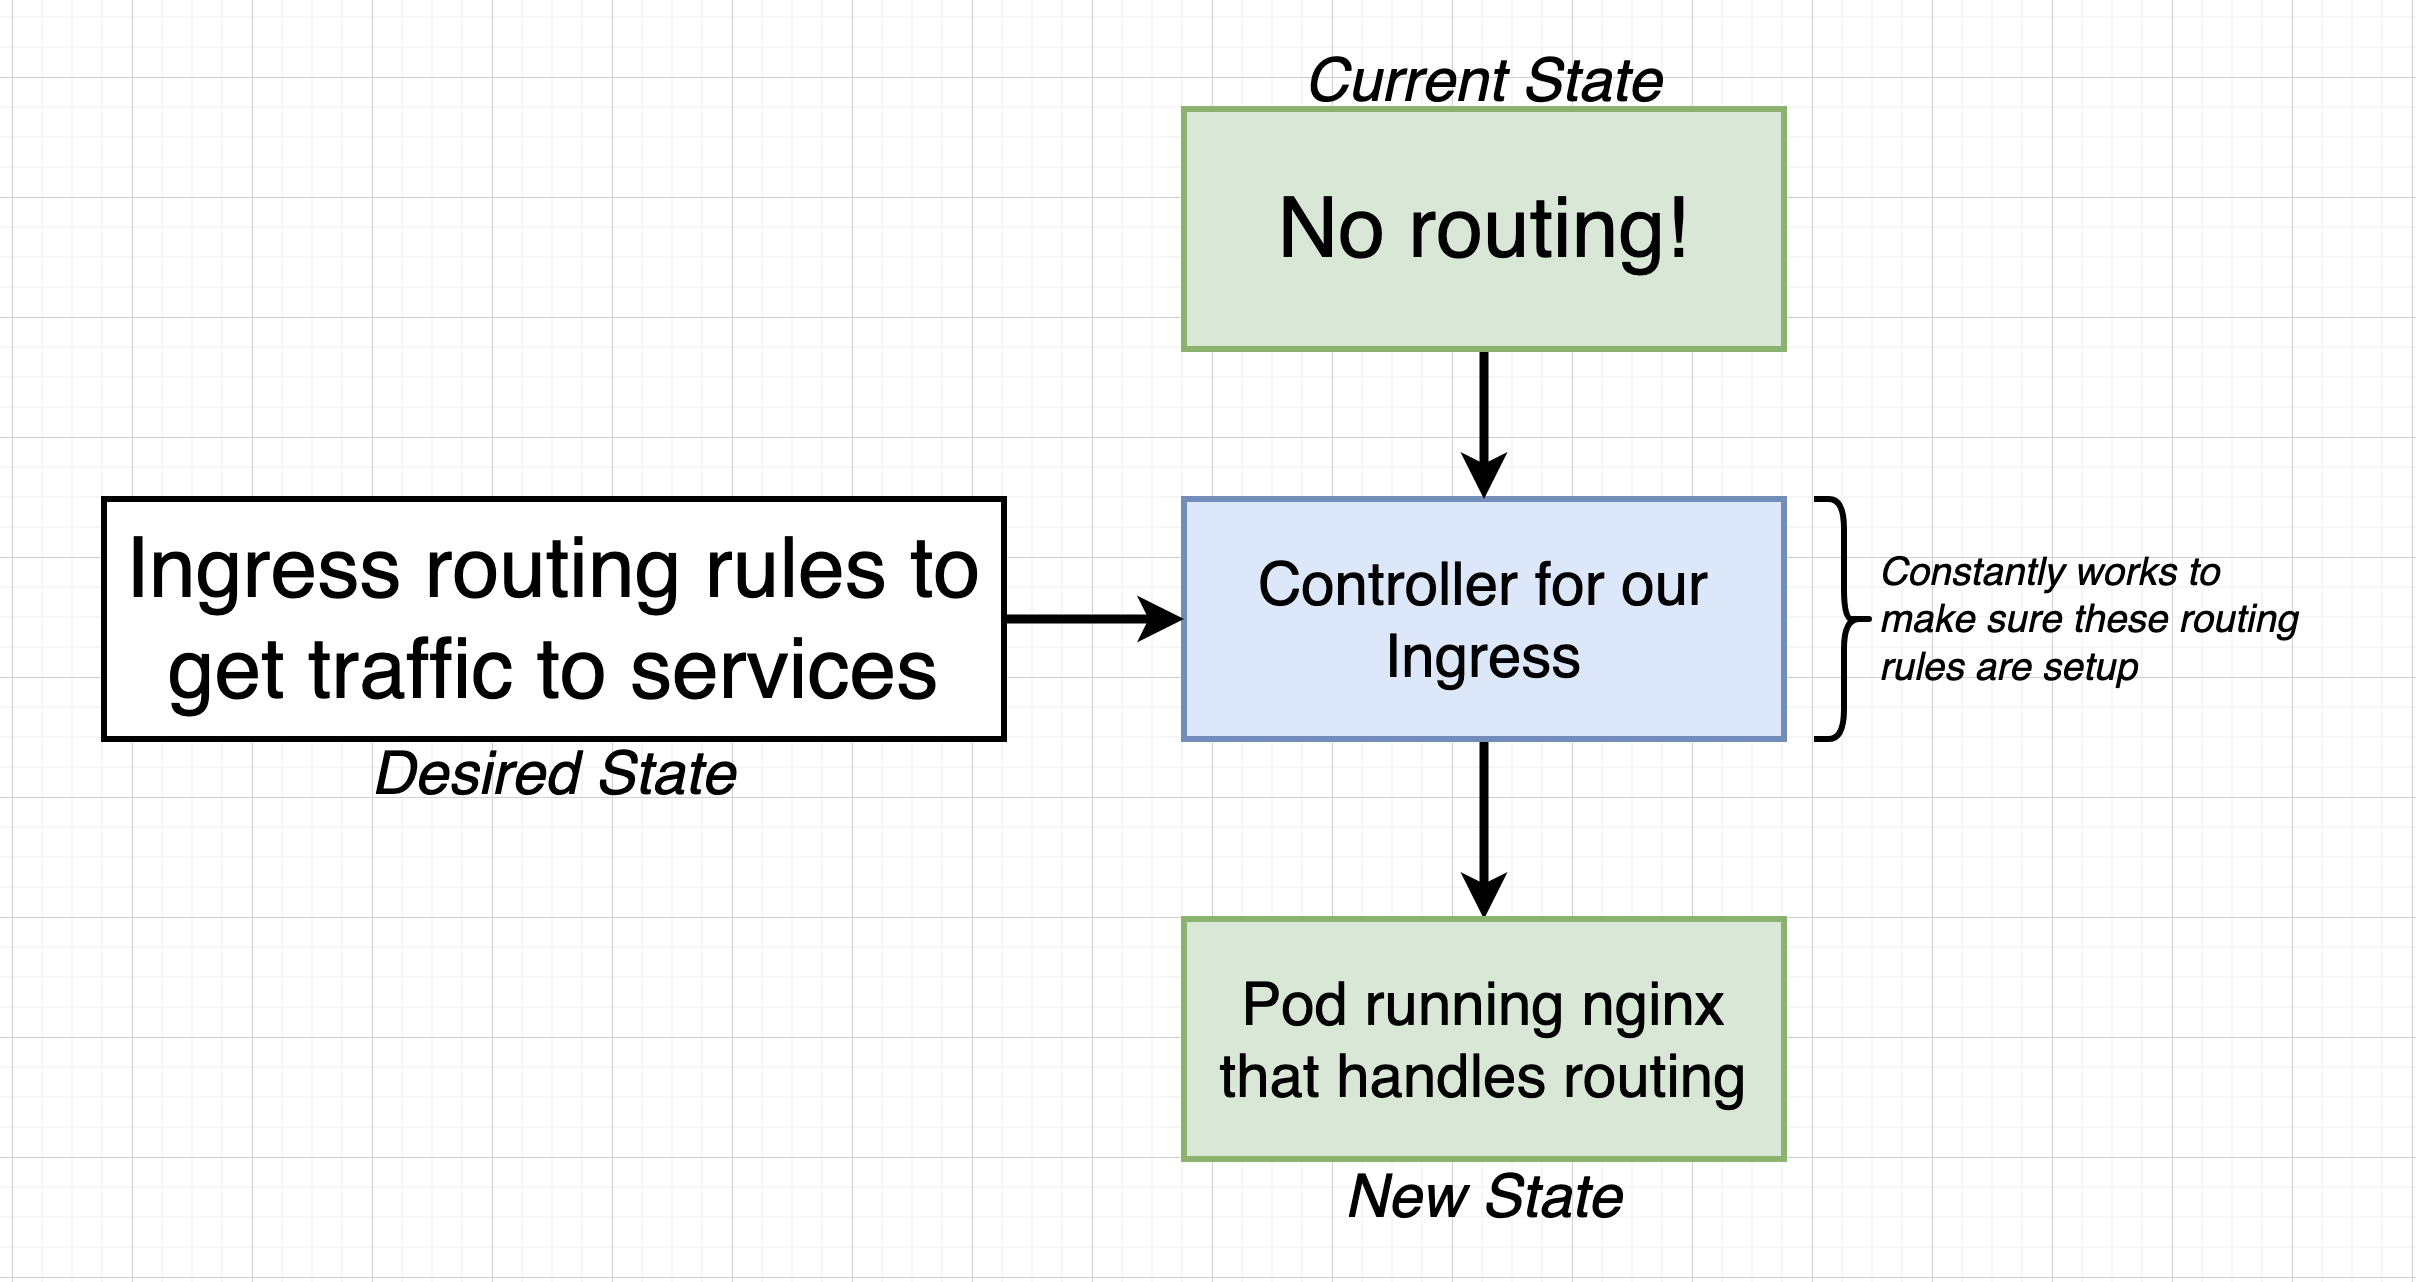 Current State
No routing!
Ingress routing rules to
get traffic to services
Desired State
Controller for our
Ingress
Constantly works to
make sure these routing
rules are setup
Pod running nginx
that handles routing
New State